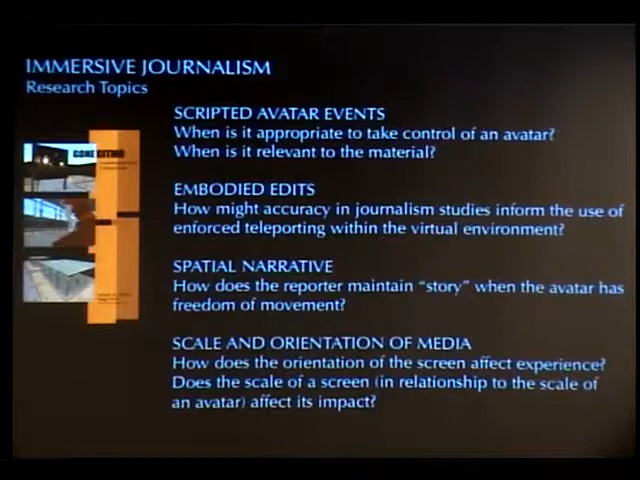 IMMERSIVE JOURNALISM
Research Topics
GONE GITMO
SCRIPTED AVATAR EVENTS
When is it appropriate to take control of an avatar?
When is it relevant to the material?
EMBODIED EDITS
How might accuracy in journalism studies inform the use of
enforced teleporting within the virtual environment?
SPATIAL NARRATIVE
How does the reporter maintain “story” when the avatar has
freedom of movement?
SCALE AND ORIENTATION OF MEDIA
How does the orientation of the screen affect experience?
Does the scale of a screen (in relationship to the scale of
an avatar) affect its impact?